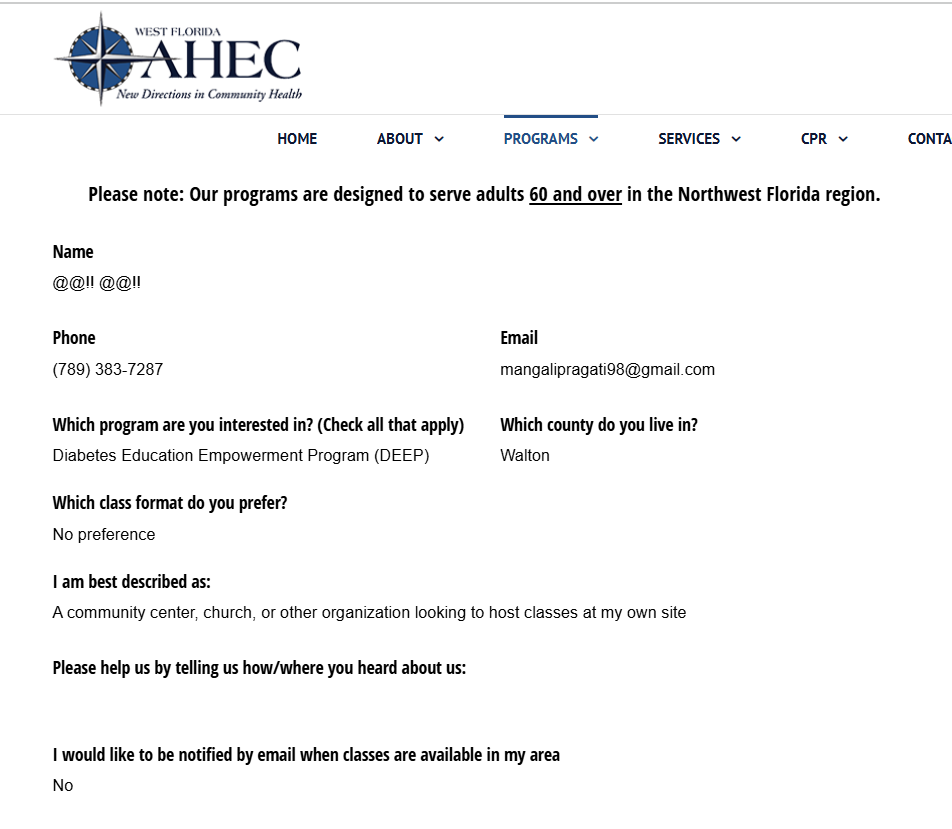 WEST FLORIDA
AHEC
New Directions in Community Health
HOME ABOUT PROGRAMS SERVICES CPR CONTA
Please note: Our programs are designed to serve adults 60 and over in the Northwest Florida region.
Name
@@!! @@!!
Phone Email
(789) 383-7287 mangalipragati98@gmail.com
Which program are you interested in? (Check all that apply) Which county do you live in?
Diabetes Education Empowerment Program (DEEP) Walton
Which class format do you prefer?
No preference
I am best described as:
A community center, church, or other organization looking to host classes at my own site
Please help us by telling us how/where you heard about us:
I would like to be notified by email when classes are available in my area
No